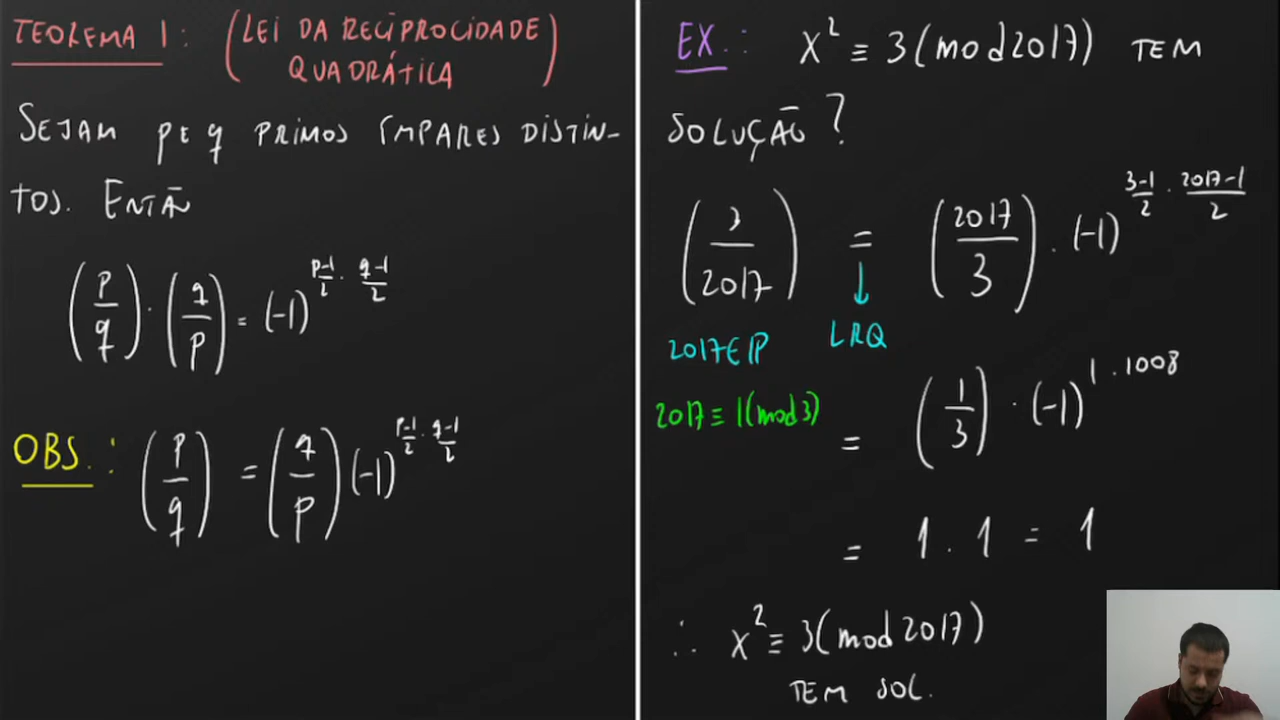 TEOREMA 1: (LEI DA RECIPROCIDADE
QUADRÁTICA)
SEJAM p E q PRIMOS ÍMPARES DISTIN-
TOS. ENTÃO
(p/q) · (q/p) = (-1)^{p-1/2 · q-1/2}
OBS.: (p/q) = (q/p) (-1)^{p-1/2 · q-1/2}
EX.: X² ≡ 3 (mod 2017) TEM
SOLUÇÃO?
(3/2017) = (2017/3) · (-1)^{3-1/2 · 2017-1/2}
2017 ∈ P
LRQ
2017 ≡ 1 (mod 3)
= (1/3) · (-1)^{1 · 1008}
= 1 . 1 = 1
∴ X² ≡ 3 (mod 2017)
TEM SOL.